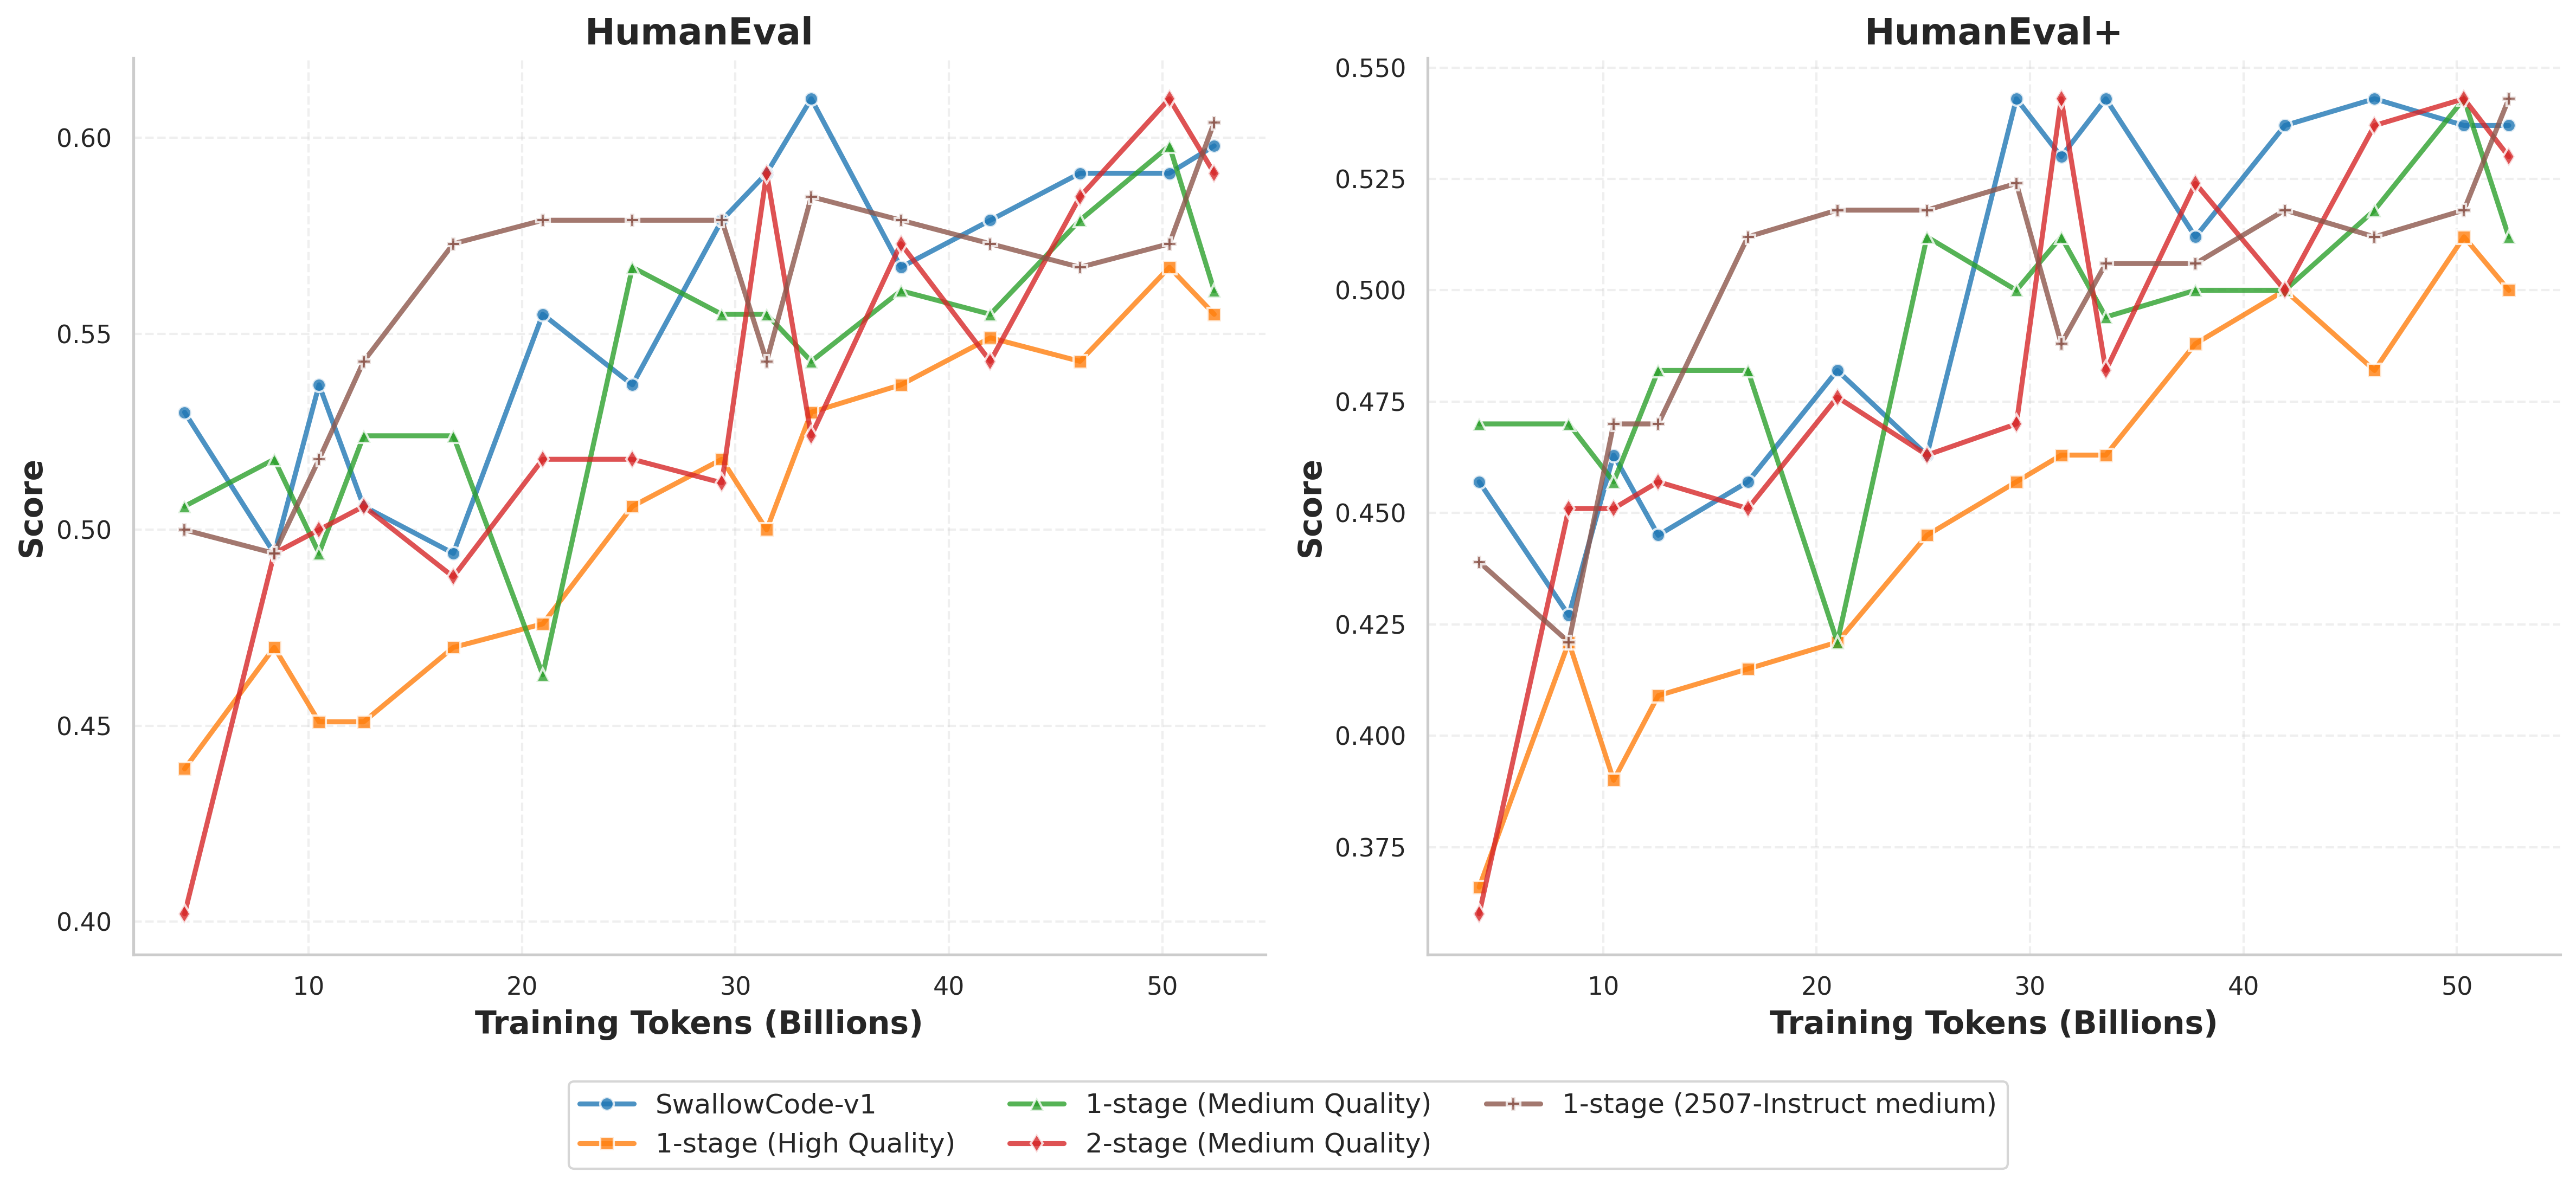 HumanEval
Score
0.60
0.55
0.50
0.45
0.40
10 20 30 40 50
Training Tokens (Billions)
HumanEval+
Score
0.550
0.525
0.500
0.475
0.450
0.425
0.400
0.375
10 20 30 40 50
Training Tokens (Billions)
SwallowCode-v1
1-stage (High Quality)
1-stage (Medium Quality)
2-stage (Medium Quality)
1-stage (2507-Instruct medium)